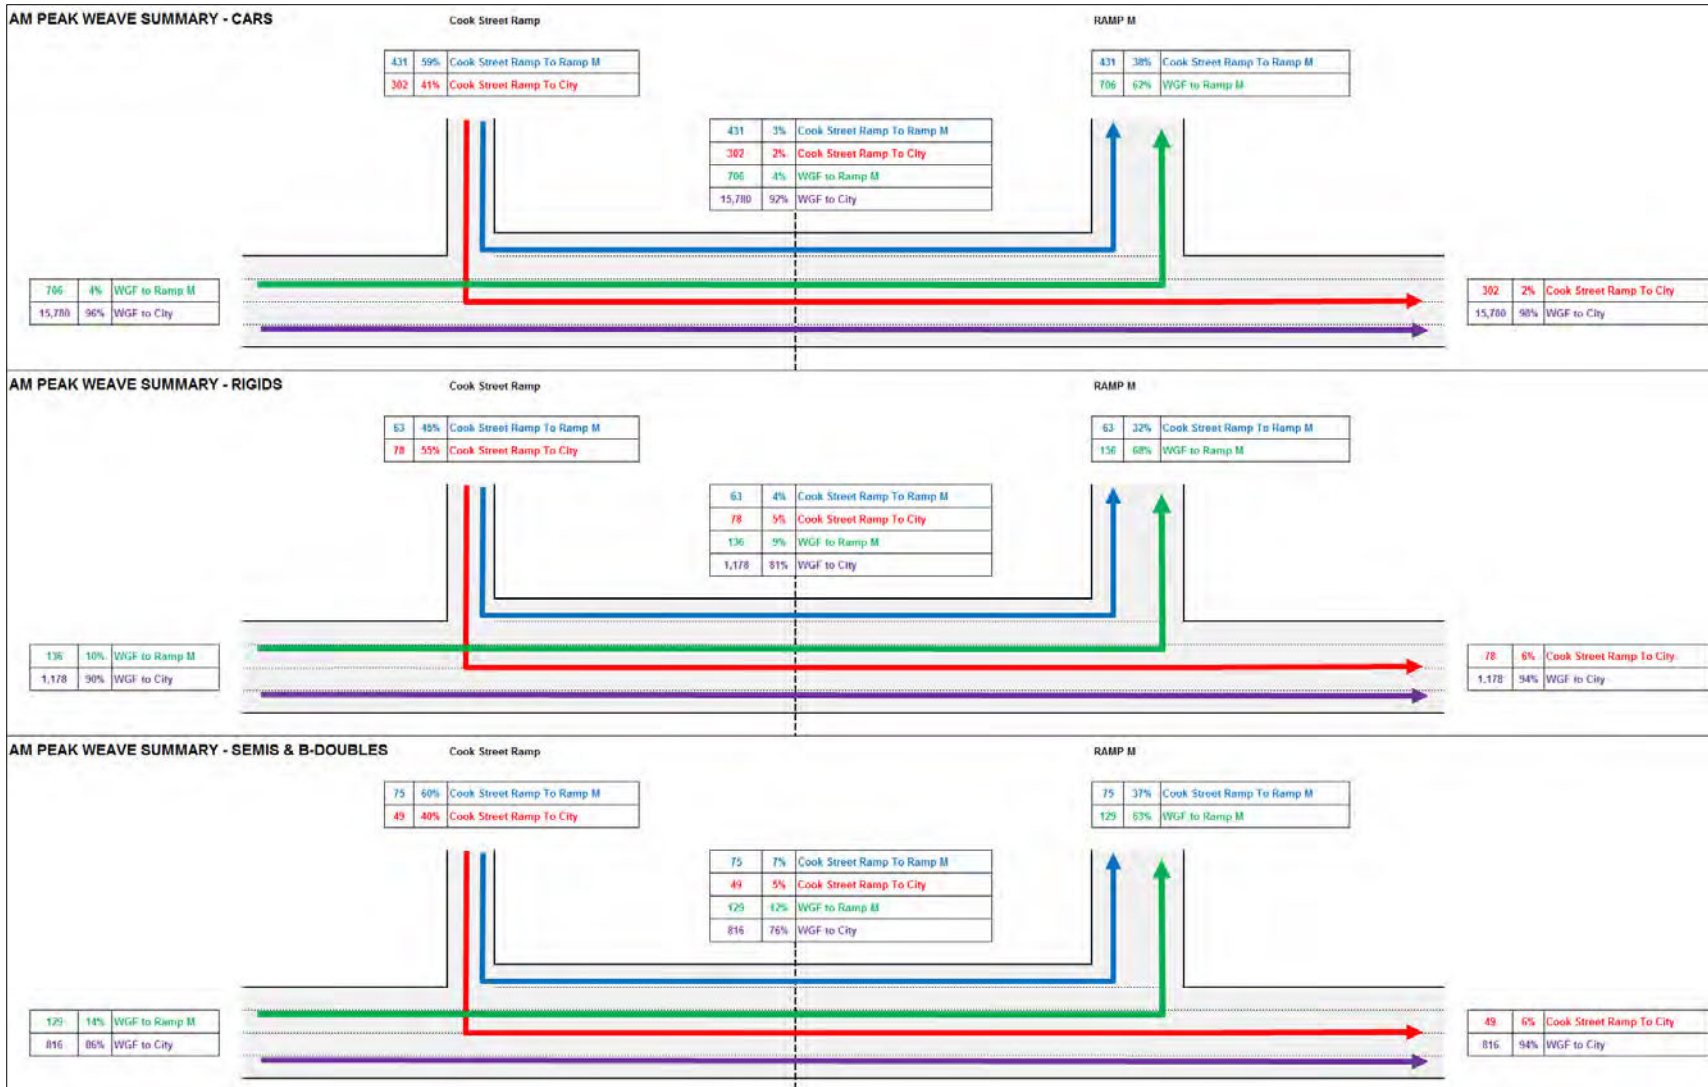 AM PEAK WEAVE SUMMARY - CARS
Cook Street Ramp
RAMP M
431 59% Cook Street Ramp To Ramp M
302 41% Cook Street Ramp To City
431 38% Cook Street Ramp To Ramp M
706 62% WGF to Ramp M
431 3% Cook Street Ramp To Ramp M
302 2% Cook Street Ramp To City
706 4% WGF to Ramp M
15,780 92% WGF to City
706 4% WGF to Ramp M
15,780 96% WGF to City
302 2% Cook Street Ramp To City
15,780 98% WGF to City
AM PEAK WEAVE SUMMARY - RIGIDS
Cook Street Ramp
RAMP M
63 45% Cook Street Ramp To Ramp M
78 55% Cook Street Ramp To City
63 32% Cook Street Ramp To Ramp M
136 68% WGF to Ramp M
63 4% Cook Street Ramp To Ramp M
78 5% Cook Street Ramp To City
136 9% WGF to Ramp M
1,178 81% WGF to City
136 10% WGF to Ramp M
1,178 90% WGF to City
78 6% Cook Street Ramp To City
1,178 94% WGF to City
AM PEAK WEAVE SUMMARY - SEMIS & B-DOUBLES
Cook Street Ramp
RAMP M
75 60% Cook Street Ramp To Ramp M
49 40% Cook Street Ramp To City
75 37% Cook Street Ramp To Ramp M
129 63% WGF to Ramp M
75 7% Cook Street Ramp To Ramp M
49 5% Cook Street Ramp To City
129 12% WGF to Ramp M
816 76% WGF to City
129 14% WGF to Ramp M
816 86% WGF to City
49 6% Cook Street Ramp To City
816 94% WGF to City